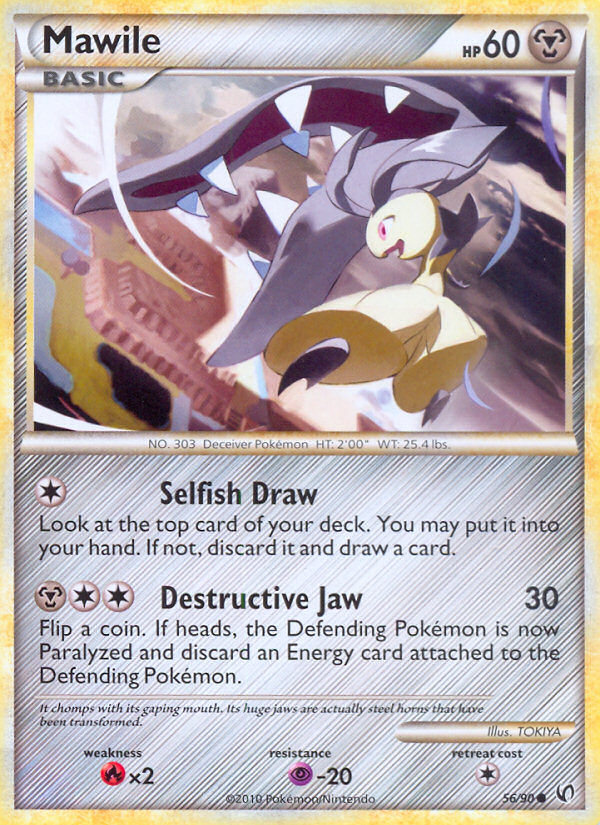 Mawile
HP 60
BASIC
NO. 303 Deceiver Pokémon HT: 2'00" WT: 25.4 lbs.
Selfish Draw
Look at the top card of your deck. You may put it into
your hand. If not, discard it and draw a card.
Destructive Jaw 30
Flip a coin. If heads, the Defending Pokémon is now
Paralyzed and discard an Energy card attached to the
Defending Pokémon.
It chomps with its gaping mouth. Its huge jaws are actually steel horns that have
been transformed.
Illus. TOKIYA
weakness resistance retreat cost
×2 -20
©2010 Pokémon/Nintendo 56/90